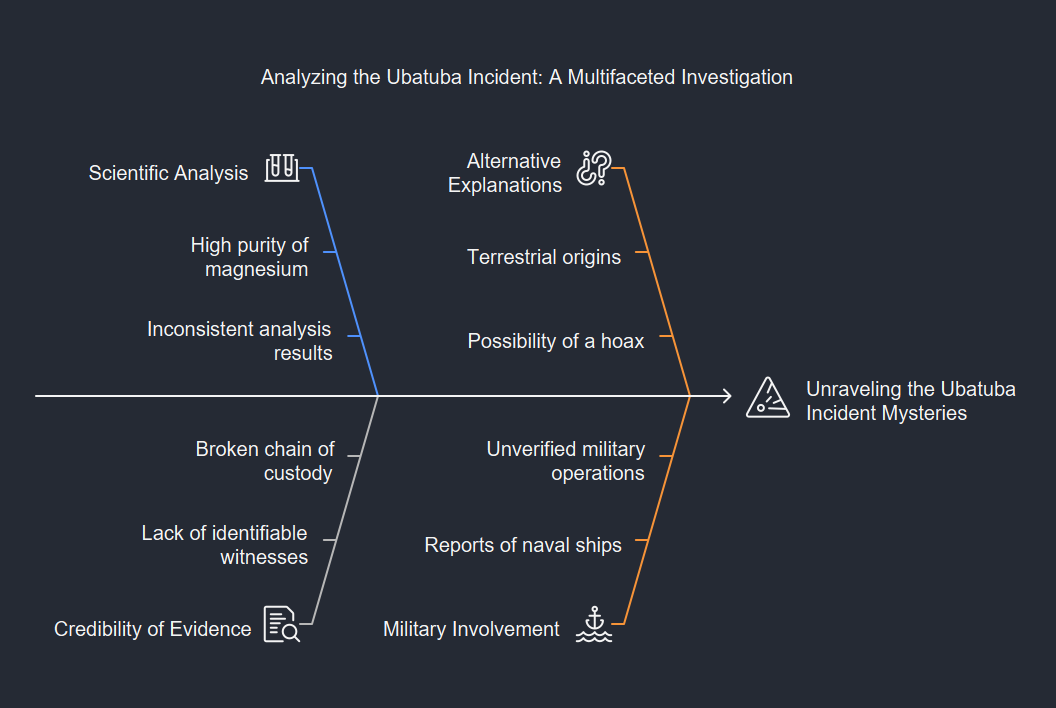 Analyzing the Ubatuba Incident: A Multifaceted Investigation
Scientific Analysis
High purity of
magnesium
Inconsistent analysis
results
Alternative
Explanations
Terrestrial origins
Possibility of a hoax
Unraveling the Ubatuba
Incident Mysteries
Broken chain of
custody
Lack of identifiable
witnesses
Credibility of Evidence
Unverified military
operations
Reports of naval ships
Military Involvement